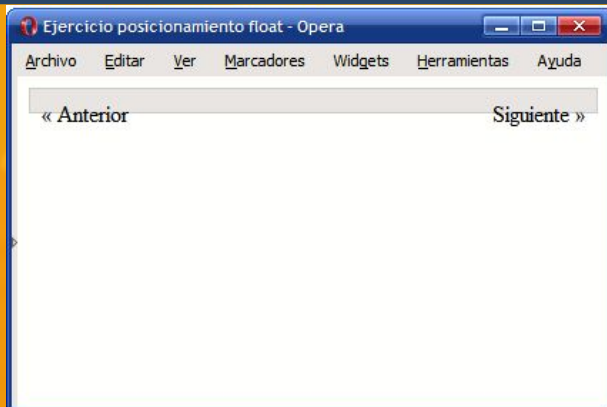 Ejercicio posicionamiento float - Opera
Archivo Editar Ver Marcadores Widgets Herramientas Ayuda
« Anterior Siguiente »